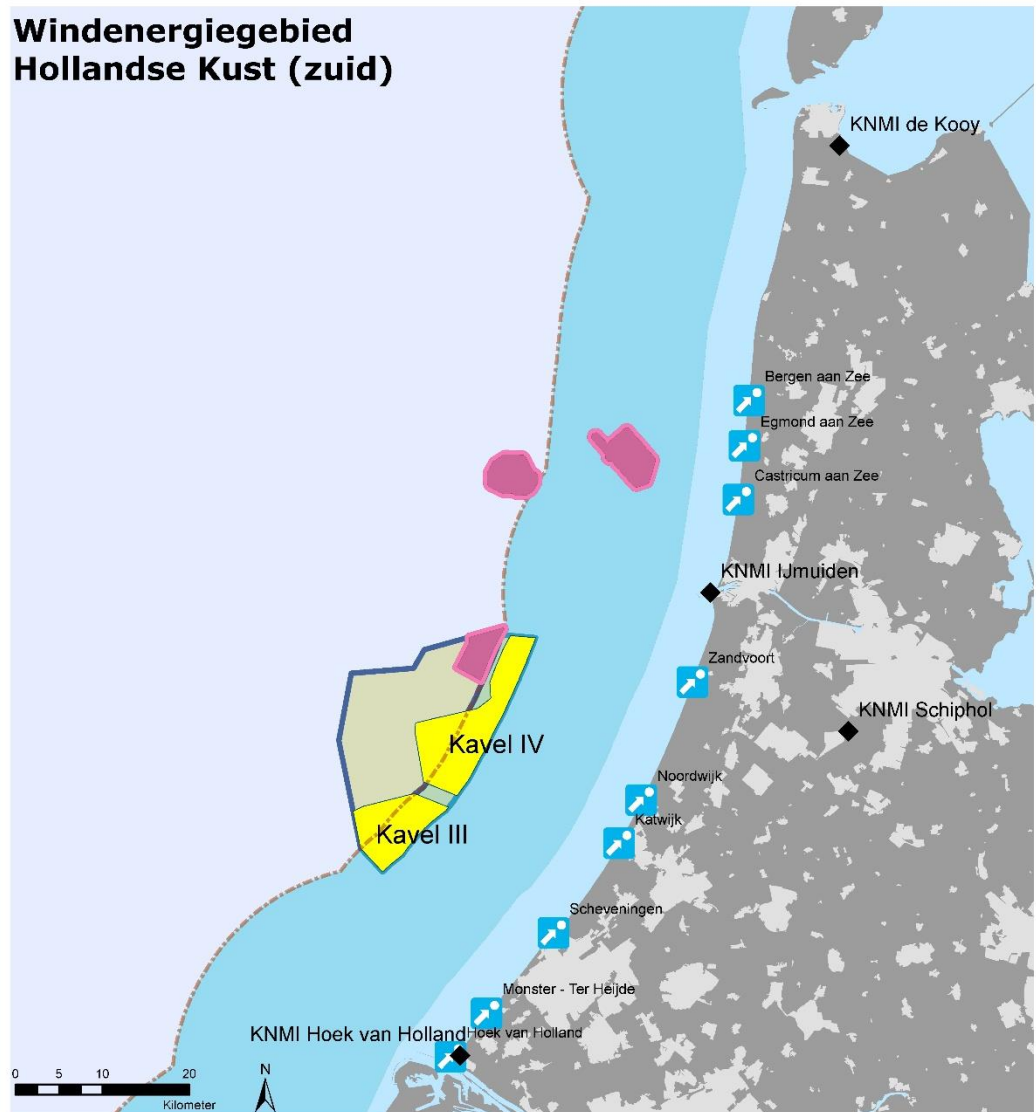 Windenergiegebied
Hollandse Kust (zuid)
KNMI de Kooy
Bergen aan Zee
Egmond aan Zee
Castricum aan Zee
KNMI IJmuiden
Zandvoort
KNMI Schiphol
Kavel IV
Noordwijk
Katwijk
Kavel III
Scheveningen
Monster - Ter Heijde
KNMI Hoek van Holland
Hoek van Holland
0 5 10 20
Kilometer
N